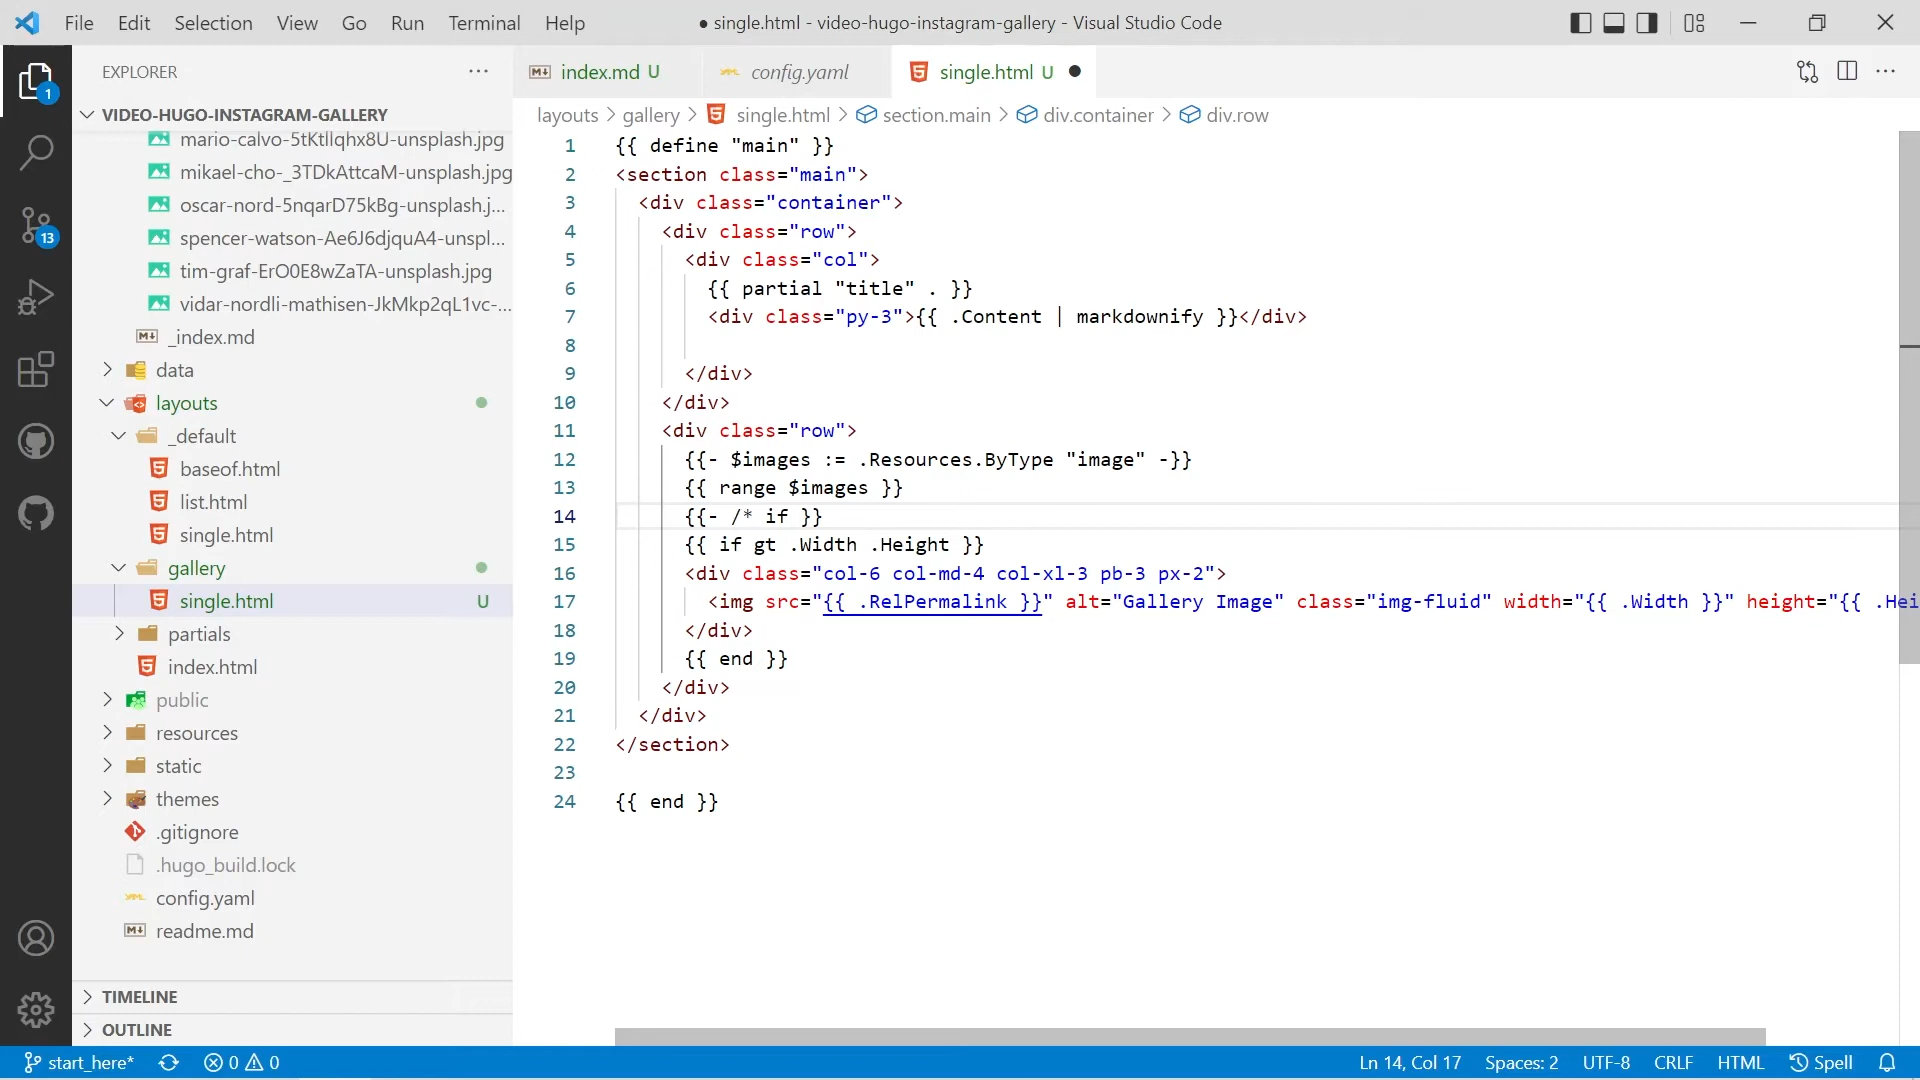 File Edit Selection View Go Run Terminal Help
● single.html - video-hugo-instagram-gallery - Visual Studio Code
EXPLORER
index.md U
config.yaml
single.html U
1
VIDEO-HUGO-INSTAGRAM-GALLERY
layouts > gallery > single.html > section.main > div.container > div.row
mario-calvo-5tKtllqhx8U-unsplash.jpg
mikael-cho-_3TDkAttcaM-unsplash.jpg
oscar-nord-5nqarD75kBg-unsplash.j...
spencer-watson-Ae6J6djquA4-unspl...
13
tim-graf-ErO0E8wZaTA-unsplash.jpg
vidar-nordli-mathisen-JkMkp2qL1vc-...
_index.md
data
layouts
_default
baseof.html
list.html
single.html
gallery
single.html U
partials
index.html
public
resources
static
themes
.gitignore
.hugo_build.lock
config.yaml
readme.md
TIMELINE
OUTLINE
1 {{ define "main" }}
2 <section class="main">
3 <div class="container">
4 <div class="row">
5 <div class="col">
6 {{ partial "title" . }}
7 <div class="py-3">{{ .Content | markdownify }}</div>
8
9 </div>
10 </div>
11 <div class="row">
12 {{- $images := .Resources.ByType "image" -}}
13 {{ range $images }}
14 {{- /* if }}
15 {{ if gt .Width .Height }}
16 <div class="col-6 col-md-4 col-xl-3 pb-3 px-2">
17 <img src="{{ .RelPermalink }}" alt="Gallery Image" class="img-fluid" width="{{ .Width }}" height="{{ .Hei
18 </div>
19 {{ end }}
20 </div>
21 </div>
22 </section>
23
24 {{ end }}
start_here* 0 0
Ln 14, Col 17 Spaces: 2 UTF-8 CRLF HTML Spell